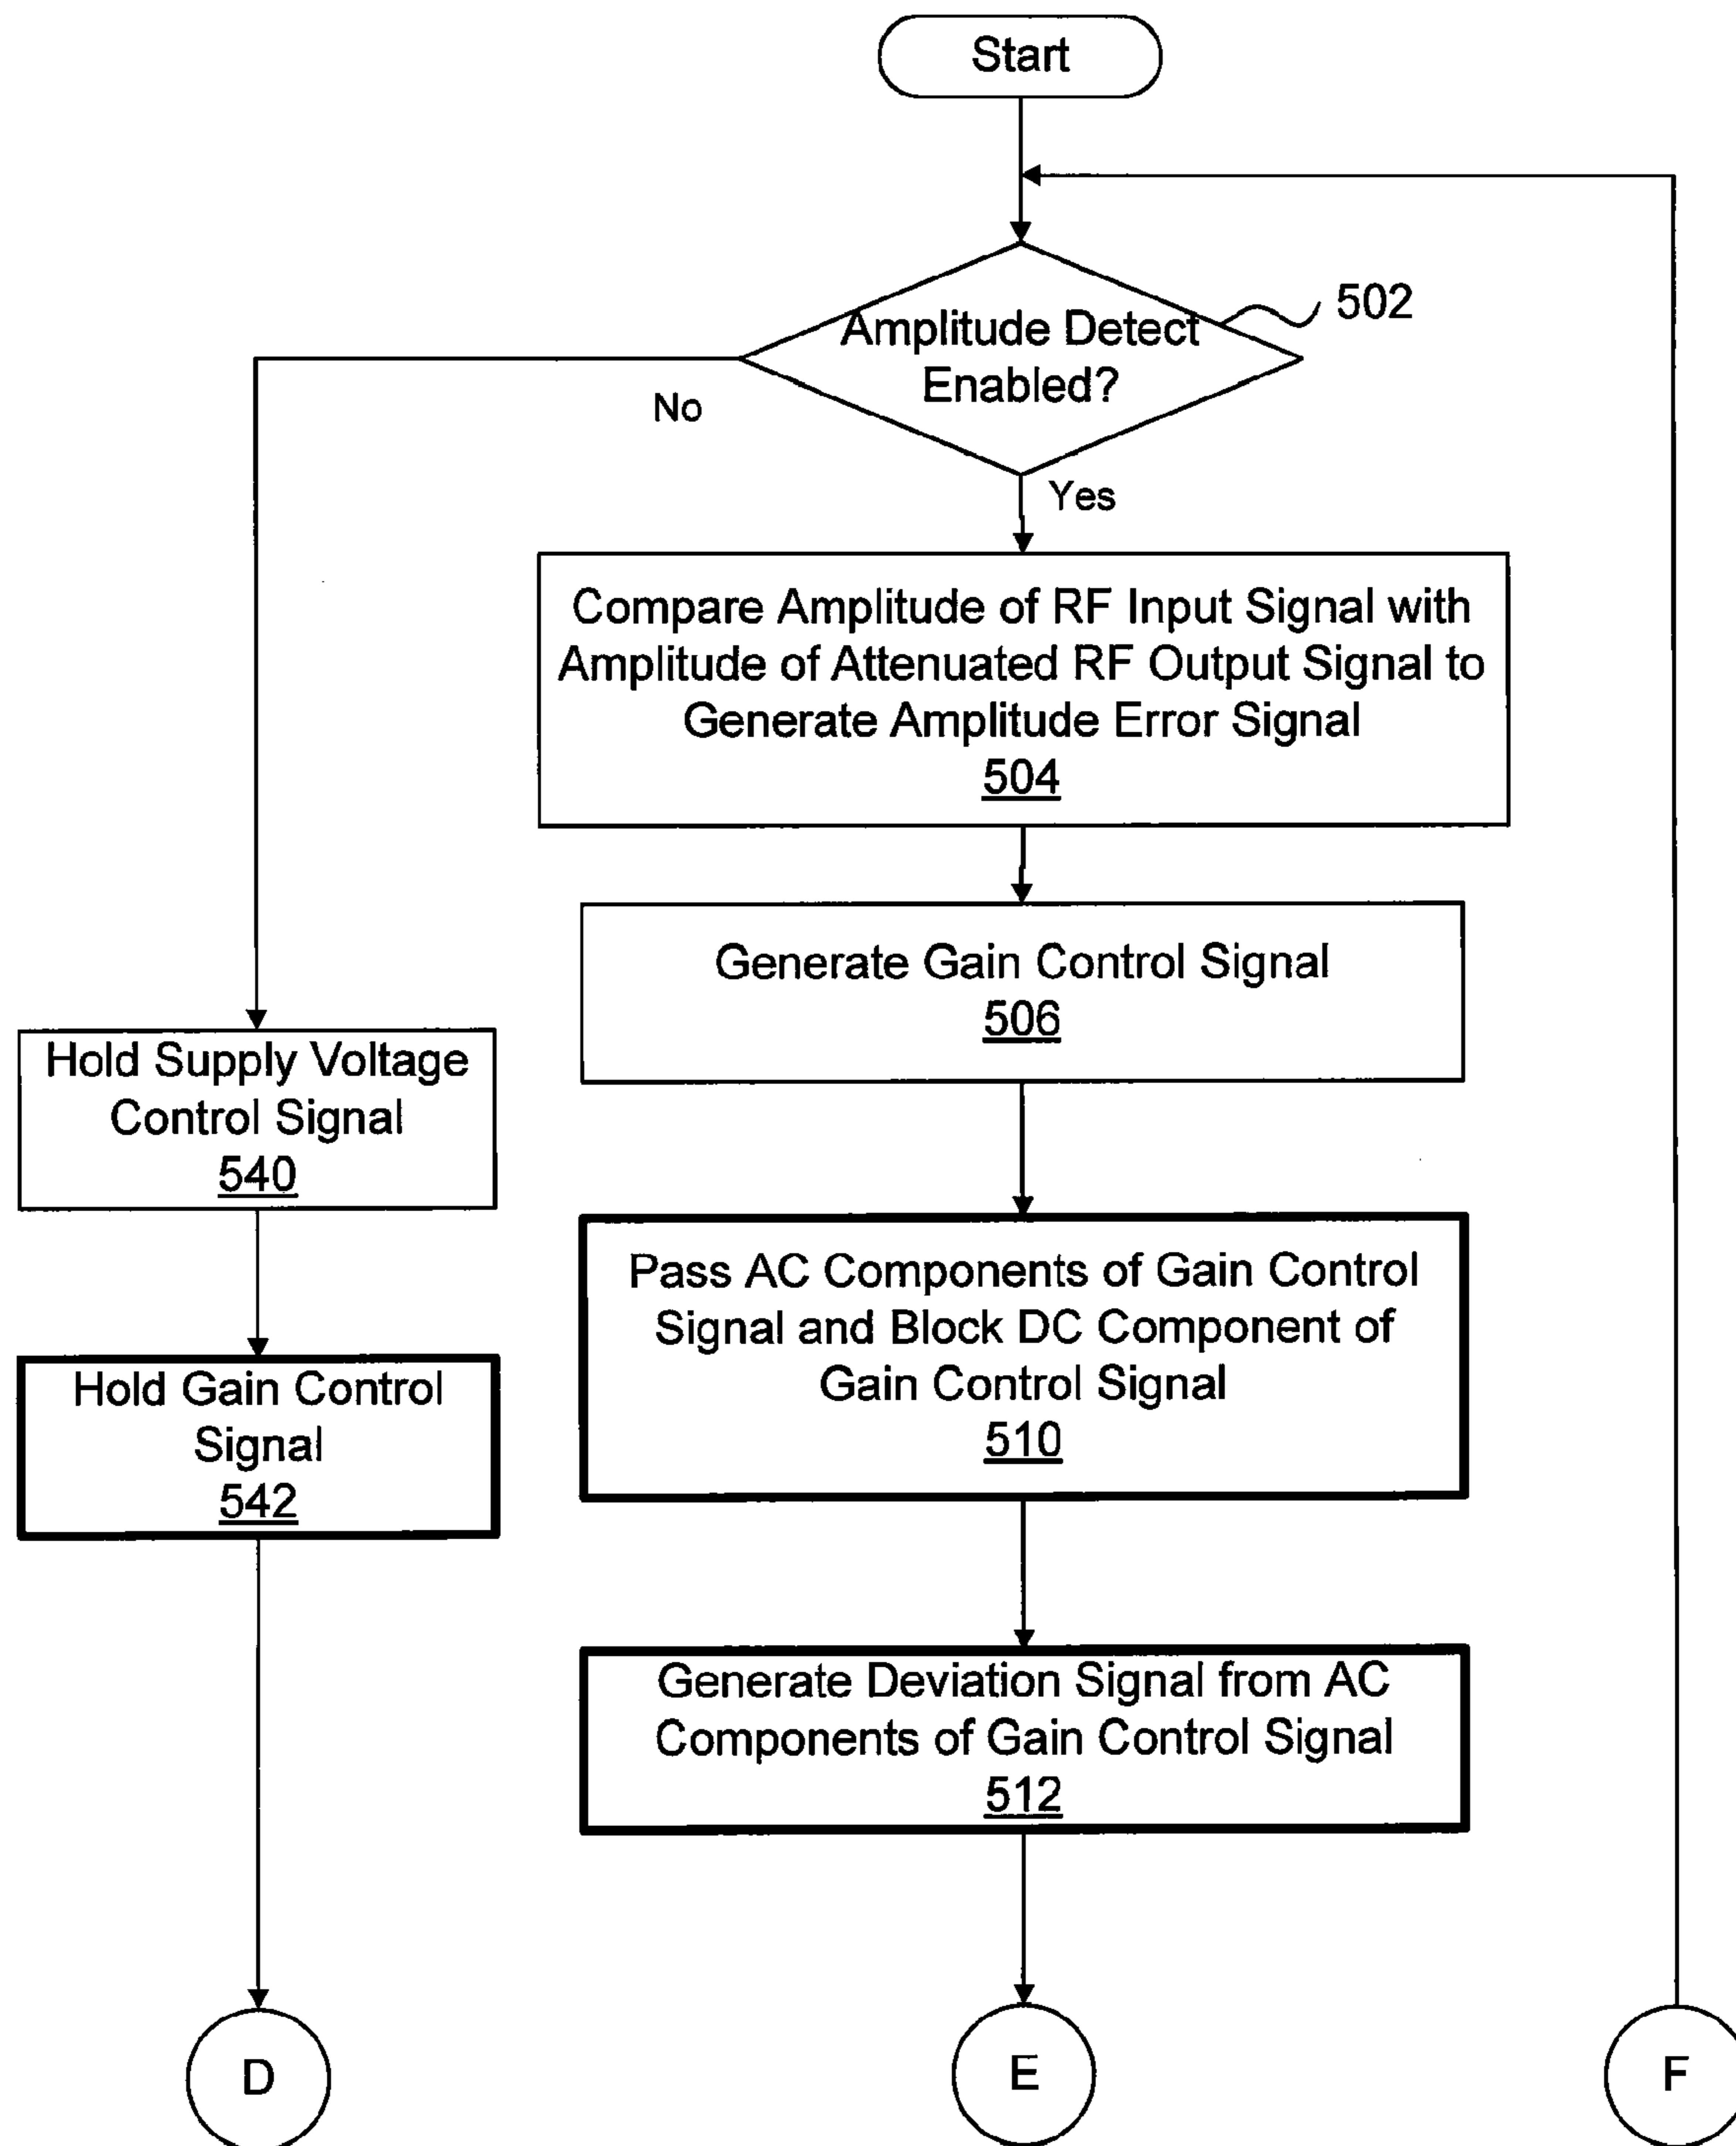 Start
Amplitude Detect
Enabled?
502
No
Yes
Compare Amplitude of RF Input Signal with
Amplitude of Attenuated RF Output Signal to
Generate Amplitude Error Signal
504
Generate Gain Control Signal
506
Hold Supply Voltage
Control Signal
540
Pass AC Components of Gain Control
Signal and Block DC Component of
Gain Control Signal
510
Hold Gain Control
Signal
542
Generate Deviation Signal from AC
Components of Gain Control Signal
512
D
E
F